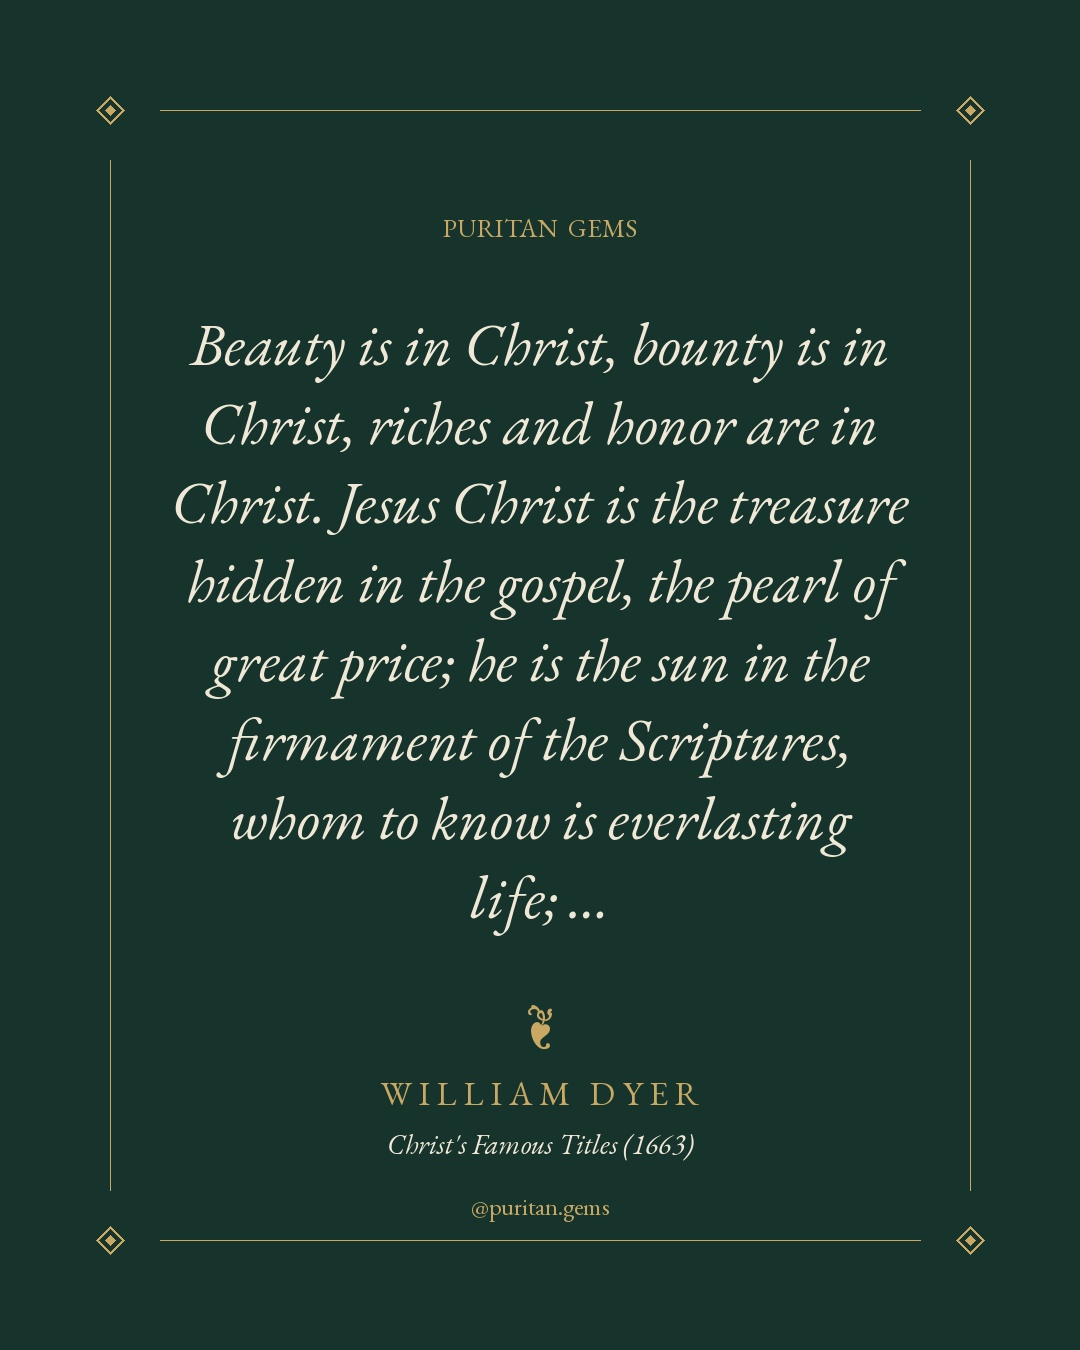 PURITAN GEMS
Beauty is in Christ, bounty is in
Christ, riches and honor are in
Christ. Jesus Christ is the treasure
hidden in the gospel, the pearl of
great price; he is the sun in the
firmament of the Scriptures,
whom to know is everlasting
life; ...
WILLIAM DYER
Christ's Famous Titles (1663)
@puritan.gems